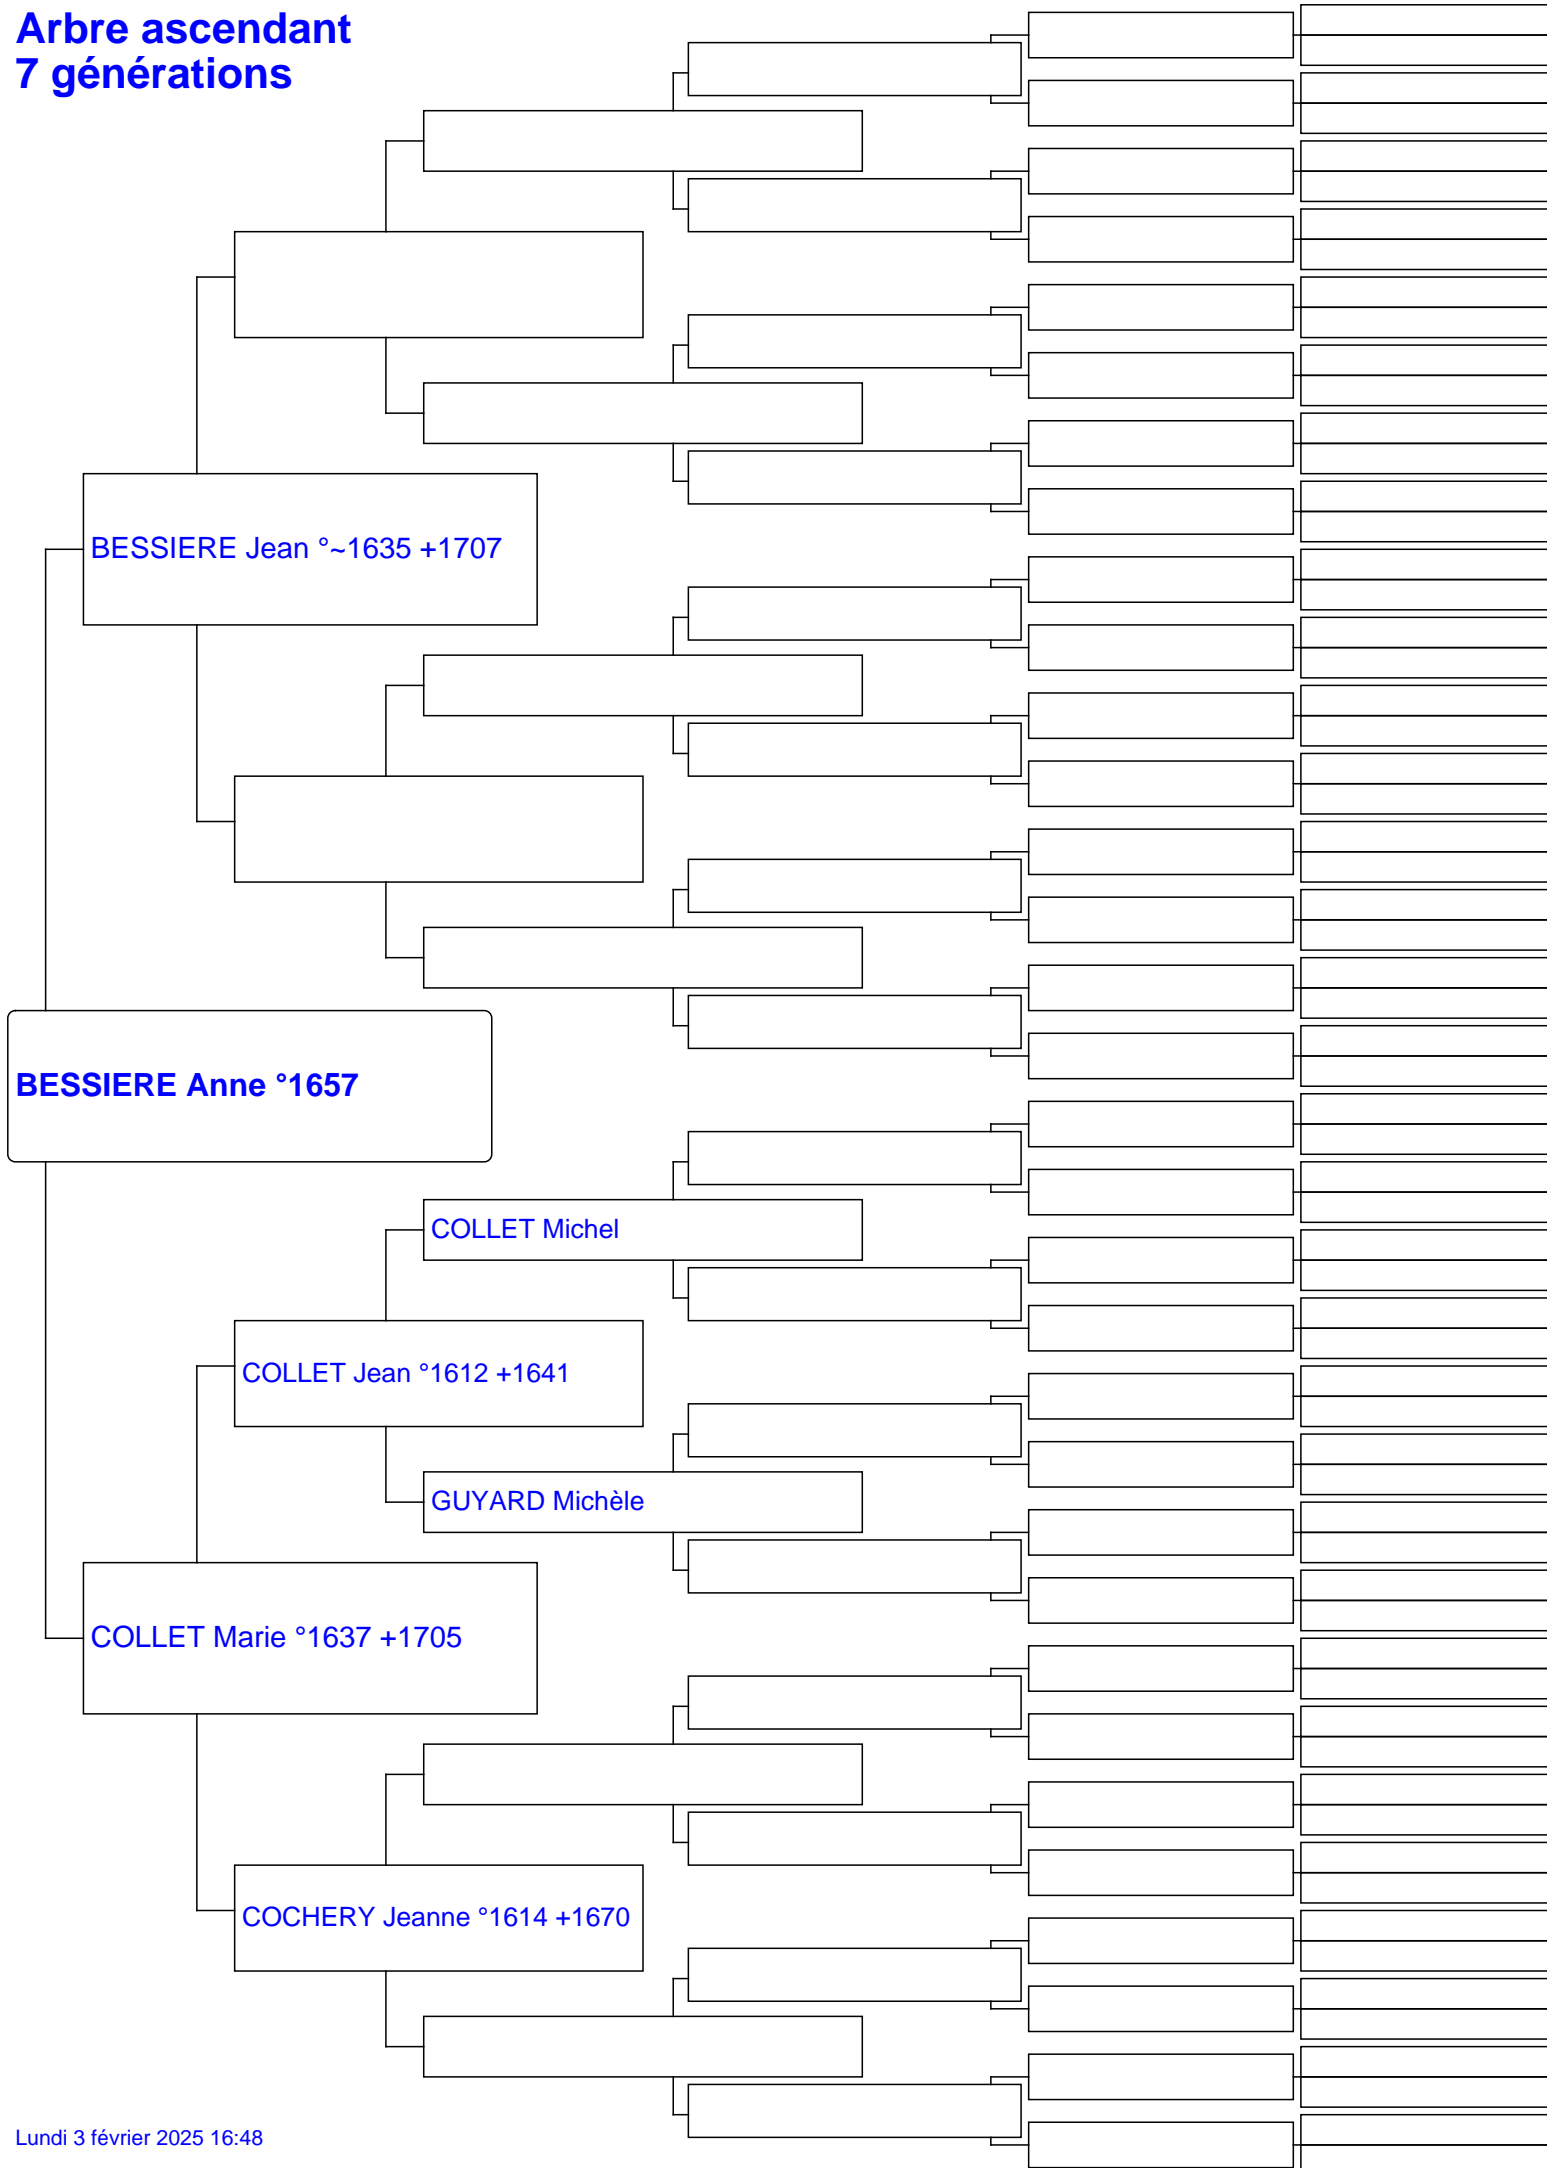 Arbre ascendant
7 générations
BESSIERE Jean °~1635 +1707
BESSIERE Anne °1657
COLLET Michel
COLLET Jean °1612 +1641
GUYARD Michèle
COLLET Marie °1637 +1705
COCHERY Jeanne °1614 +1670
Lundi 3 février 2025 16:48